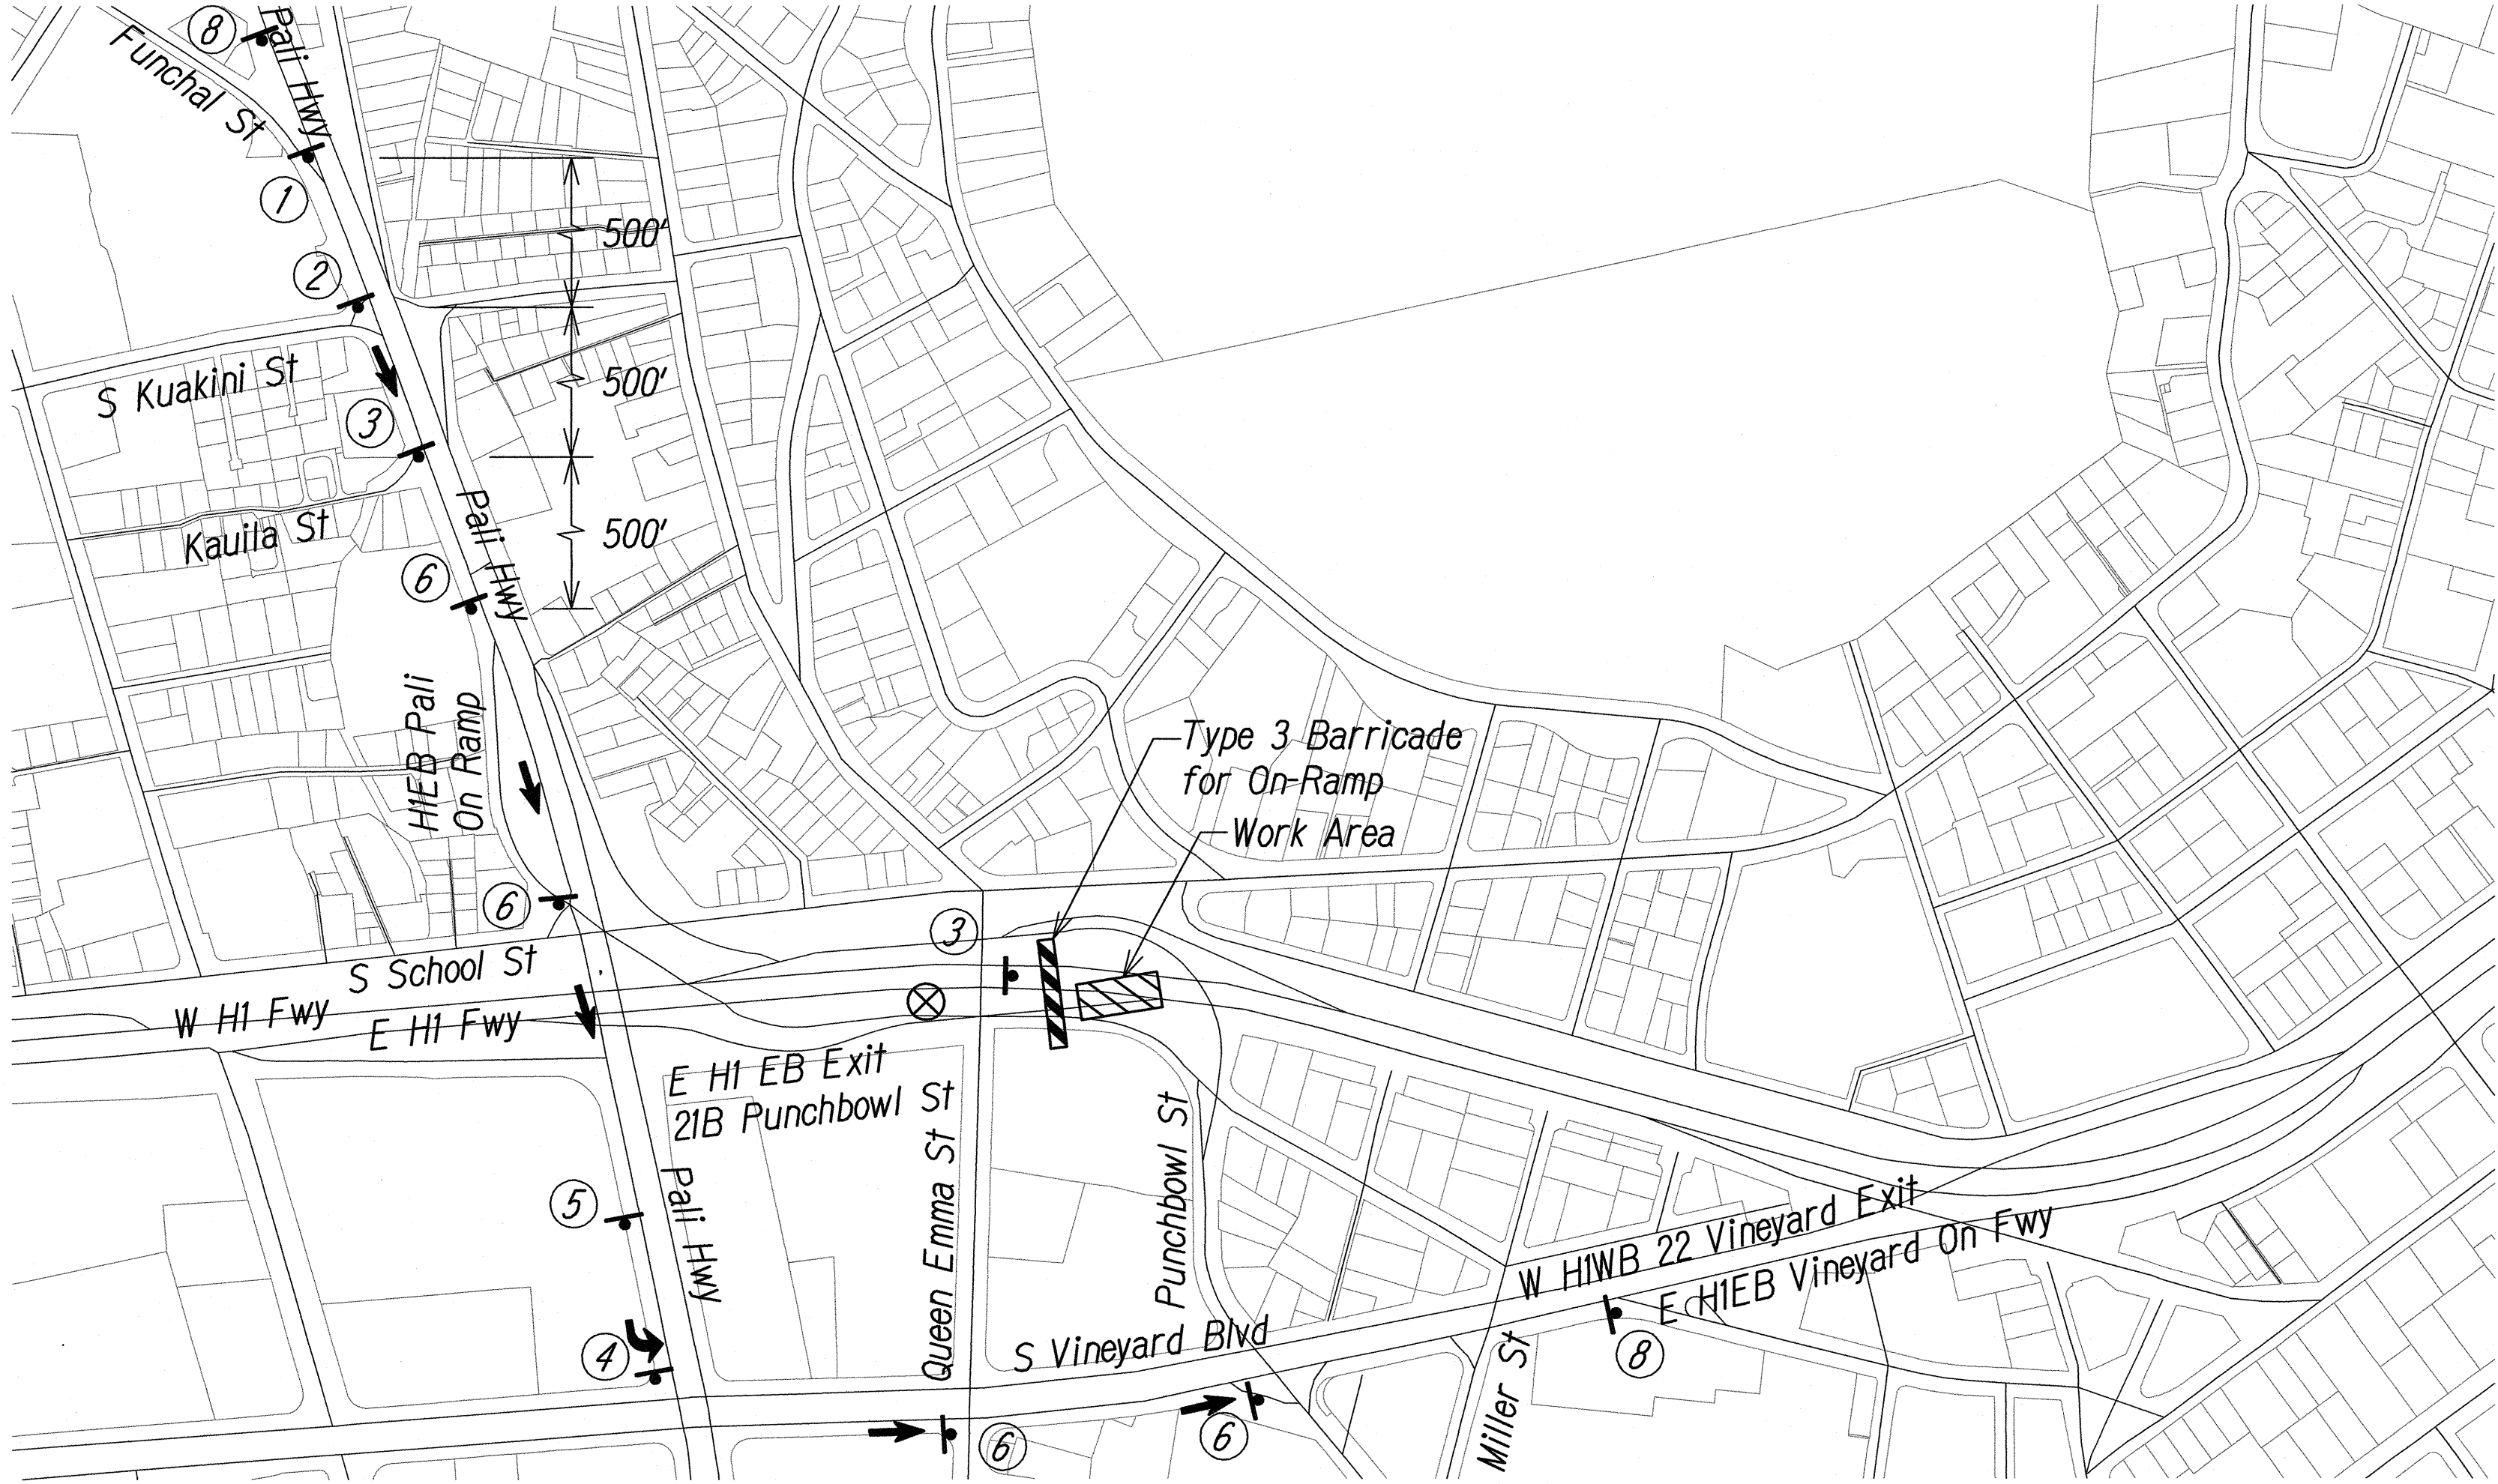 8
Pali Hwy
Funchal St
1
500'
2
500'
S Kuakini St
3
Pali Hwy
500'
Kauila St
6
H1EB Pali
On Ramp
Type 3 Barricade
for On-Ramp
Work Area
6
3
S School St
W H1 Fwy
E H1 Fwy
E H1 EB Exit
21B Punchbowl St
Queen Emma St
Punchbowl St
5
Pali Hwy
W H1WB 22 Vineyard Exit
E H1EB Vineyard On Fwy
4
S Vineyard Blvd
8
Miller St
6
6